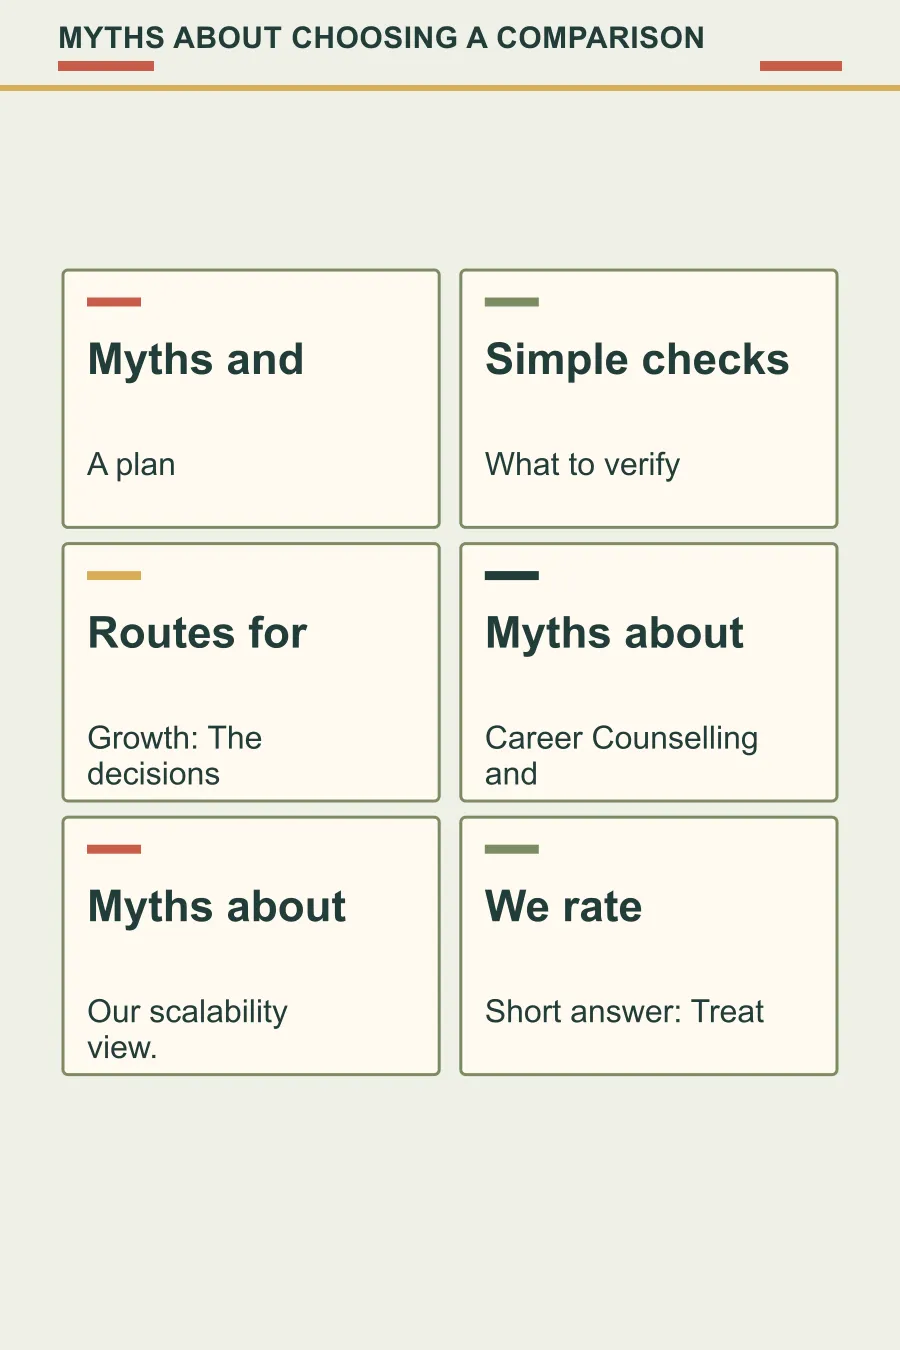 MYTHS ABOUT CHOOSING A COMPARISON
Myths and
A plan
Simple checks
What to verify
Routes for
Growth: The
decisions
Myths about
Career Counselling
and
Myths about
Our scalability
view.
We rate
Short answer: Treat